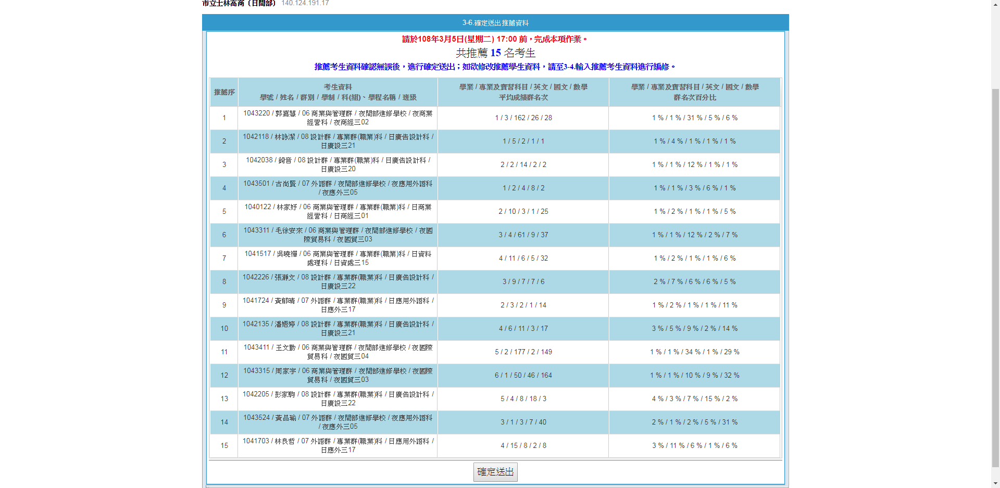 市立士林高商（日間部） 140.124.191.17
3-6.確定送出推薦資料
請於108年3月5日(星期二) 17:00 前，完成本項作業。
共推薦 15 名考生
推薦考生資料確認無誤後，進行確定送出；如欲修改推薦學生資料，請至3-4.輸入推薦考生資料進行編修。
推薦序
考生資料
學號 / 姓名 / 群別 / 學制 / 科(組)、學程名稱 / 班級
學業 / 專業及實習科目 / 英文 / 國文 / 數學
平均成績群名次
學業 / 專業及實習科目 / 英文 / 國文 / 數學
群名次百分比
1
1043220 / 郭嘉慧 / 06 商業與管理群 / 夜間部進修學校 / 夜商業
經營科 / 夜商經三02
1 / 3 / 162 / 26 / 28
1 % / 1 % / 31 % / 5 % / 6 %
2
1042118 / 林詠潔 / 08 設計群 / 專業群(職業)科 / 日廣告設計科 /
日廣設三21
1 / 5 / 2 / 1 / 1
1 % / 4 % / 1 % / 1 % / 1 %
3
1042038 / 錡音 / 08 設計群 / 專業群(職業)科 / 日廣告設計科 /
日廣設三20
2 / 2 / 14 / 2 / 2
1 % / 1 % / 12 % / 1 % / 1 %
4
1043501 / 古尚賢 / 07 外語群 / 夜間部進修學校 / 夜應用外語科
/ 夜應外三05
1 / 2 / 4 / 8 / 2
1 % / 1 % / 3 % / 6 % / 1 %
5
1040122 / 林家妤 / 06 商業與管理群 / 專業群(職業)科 / 日商業
經營科 / 日商經三01
2 / 10 / 3 / 1 / 25
1 % / 2 % / 1 % / 1 % / 5 %
6
1043311 / 毛徐安來 / 06 商業與管理群 / 夜間部進修學校 / 夜國
際貿易科 / 夜國貿三03
3 / 4 / 61 / 9 / 37
1 % / 1 % / 12 % / 2 % / 7 %
7
1041517 / 吳曉禪 / 06 商業與管理群 / 專業群(職業)科 / 日資料
處理科 / 日資處三15
4 / 11 / 6 / 5 / 32
1 % / 2 % / 1 % / 1 % / 6 %
8
1042226 / 張瀞文 / 08 設計群 / 專業群(職業)科 / 日廣告設計科 /
日廣設三22
3 / 9 / 7 / 7 / 6
2 % / 7 % / 6 % / 6 % / 5 %
9
1041724 / 黃郁晴 / 07 外語群 / 專業群(職業)科 / 日應用外語科 /
日應外三17
2 / 3 / 2 / 1 / 14
1 % / 2 % / 1 % / 1 % / 11 %
10
1042135 / 潘娪婷 / 08 設計群 / 專業群(職業)科 / 日廣告設計科 /
日廣設三21
4 / 6 / 11 / 3 / 17
3 % / 5 % / 9 % / 2 % / 14 %
11
1043411 / 王文勤 / 06 商業與管理群 / 夜間部進修學校 / 夜國際
貿易科 / 夜國貿三04
5 / 2 / 177 / 2 / 149
1 % / 1 % / 34 % / 1 % / 29 %
12
1043315 / 周家宇 / 06 商業與管理群 / 夜間部進修學校 / 夜國際
貿易科 / 夜國貿三03
6 / 1 / 50 / 46 / 164
1 % / 1 % / 10 % / 9 % / 32 %
13
1042205 / 彭家駒 / 08 設計群 / 專業群(職業)科 / 日廣告設計科 /
日廣設三22
5 / 4 / 8 / 18 / 3
4 % / 3 % / 7 % / 15 % / 2 %
14
1043524 / 黃品瑜 / 07 外語群 / 夜間部進修學校 / 夜應用外語科
/ 夜應外三05
3 / 1 / 3 / 7 / 40
2 % / 1 % / 2 % / 5 % / 31 %
15
1041703 / 林良哲 / 07 外語群 / 專業群(職業)科 / 日應用外語科 /
日應外三17
4 / 15 / 8 / 2 / 8
3 % / 11 % / 6 % / 1 % / 6 %
確定送出